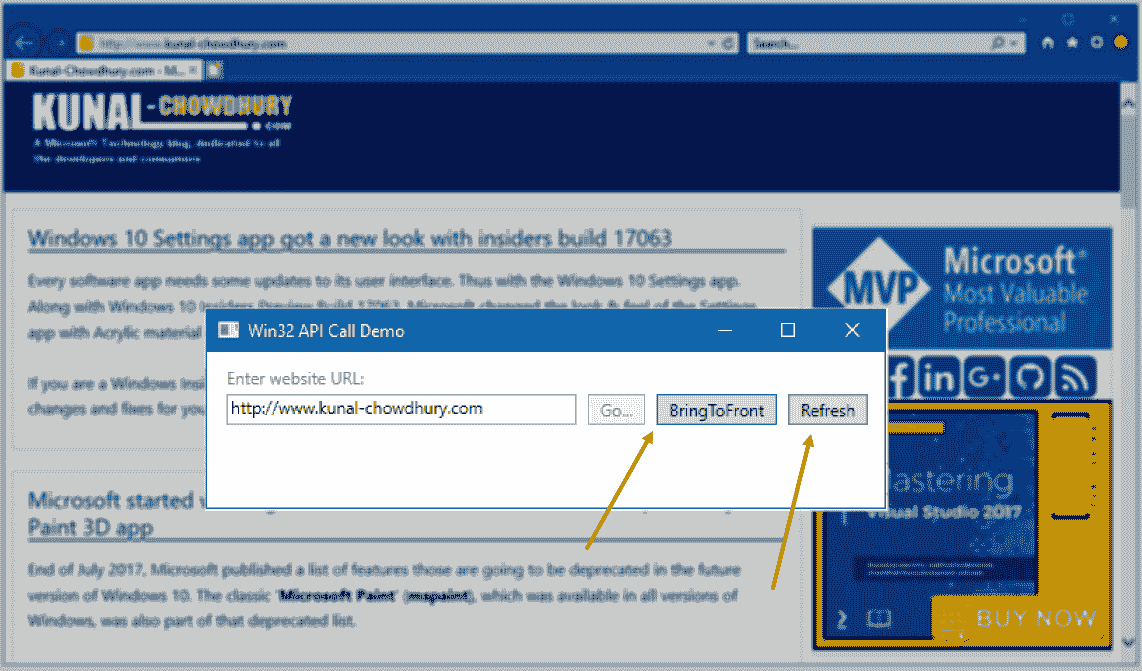 http://www.kunal-chowdhury.com
Search...
Kunal-Chowdhury.com - M...
KUNAL-CHOWDHURY
.com
A Microsoft Technology blog, dedicated to all
the developers and consumers
Windows 10 Settings app got a new look with insiders build 17063
Every software app needs some updates to its user interface. Thus with the Windows 10 Settings app.
Along with Windows 10 Insiders Preview Build 17063, Microsoft changed the look & feel of the Settings
app with Acrylic material
If you are a Windows Insi
changes and fixes for you
MVP
Microsoft®
Most Valuable
Professional
Win32 API Call Demo
Enter website URL:
http://www.kunal-chowdhury.com
Go...
BringToFront
Refresh
f in G+
astering
Visual Studio 2017
BUY NOW
Microsoft started
Paint 3D app
End of July 2017, Microsoft published a list of features those are going to be deprecated in the future
version of Windows 10. The classic 'Microsoft Paint' (mspaint), which was available in all versions of
Windows, was also part of that deprecated list.